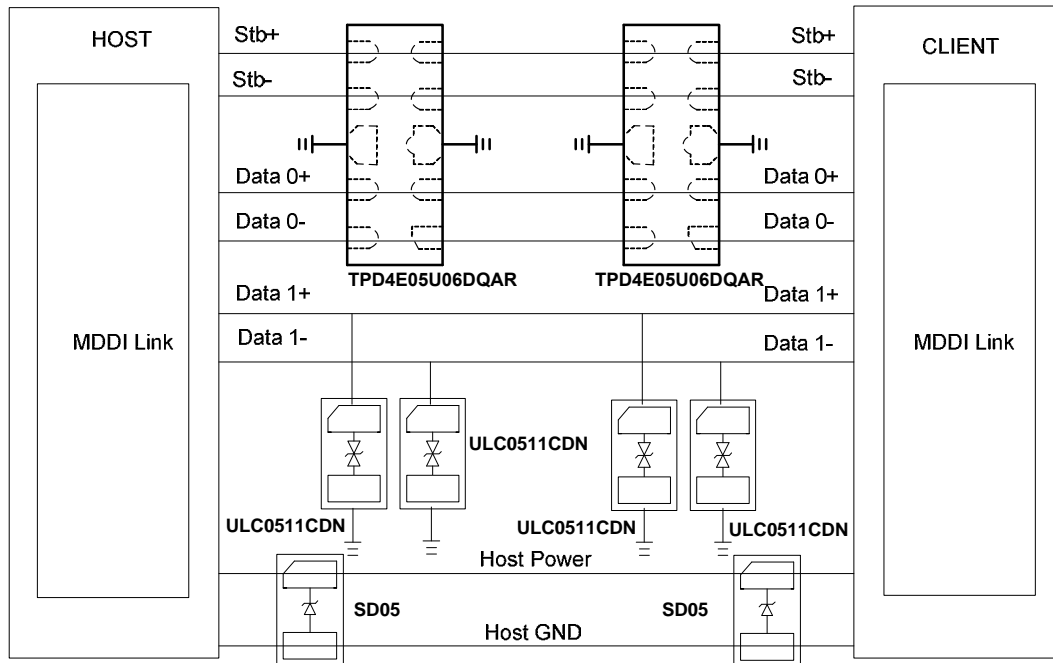 HOST
Stb+
Stb+
CLIENT
Stb-
Stb-
Data 0+
Data 0+
Data 0-
Data 0-
TPD4E05U06DQAR
TPD4E05U06DQAR
Data 1+
Data 1+
MDDI Link
Data 1-
Data 1-
MDDI Link
ULC0511CDN
ULC0511CDN
ULC0511CDN
ULC0511CDN
Host Power
SD05
SD05
Host GND